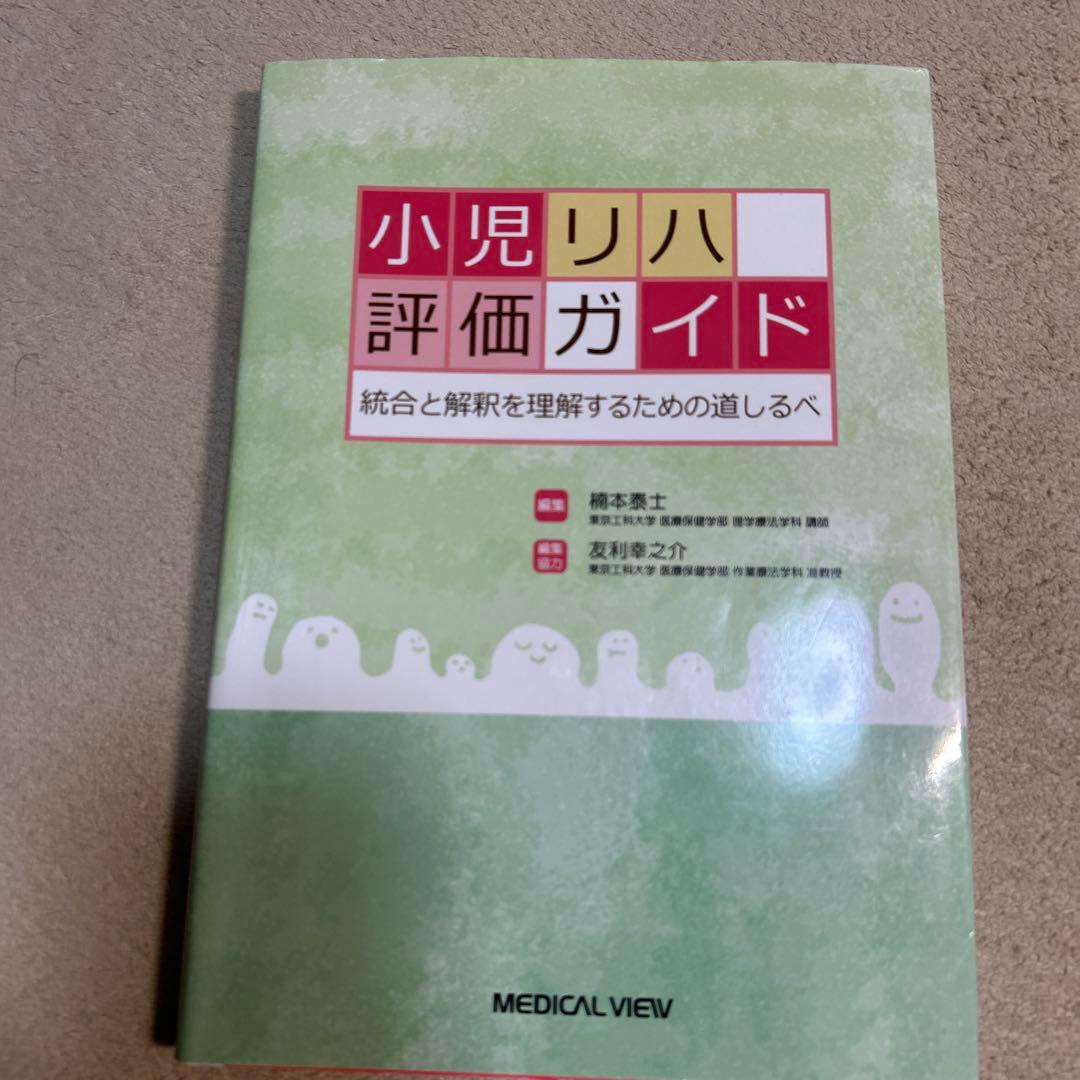 小児リハ
評価ガイド
統合と解釈を理解するための道しるべ
編集 楠本泰士
東京工科大学 医療保健学部 理学療法学科 講師
編集協力 友利幸之介
東京工科大学 医療保健学部 作業療法学科 准教授
MEDICAL VIEW